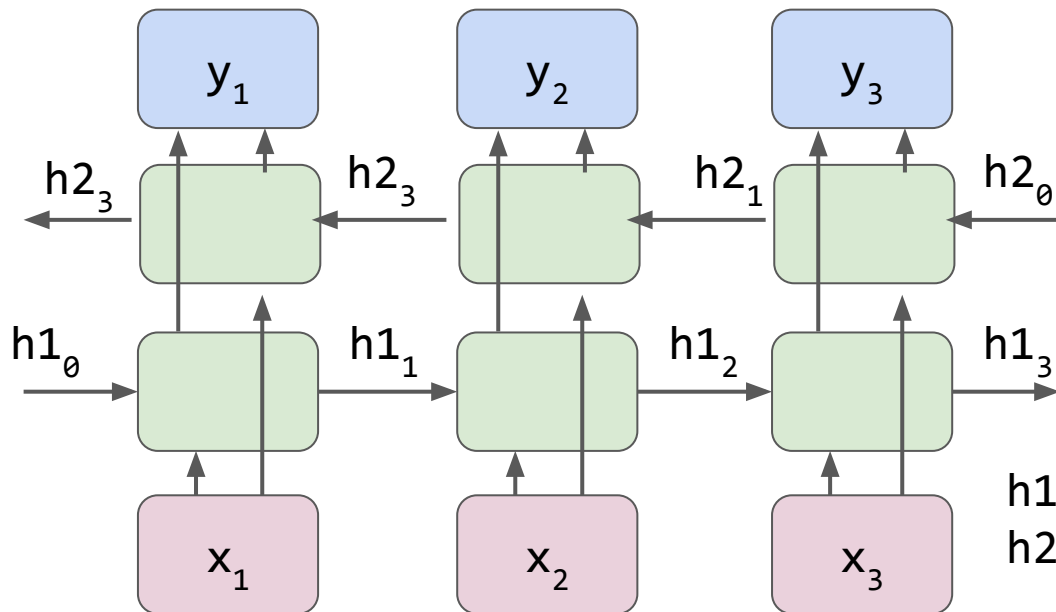 y₁ y₂ y₃
h2₃ h2₃ h2₁ h2₀
h1₀ h1₁ h1₂ h1₃
h1
x₁ x₂ x₃ h2